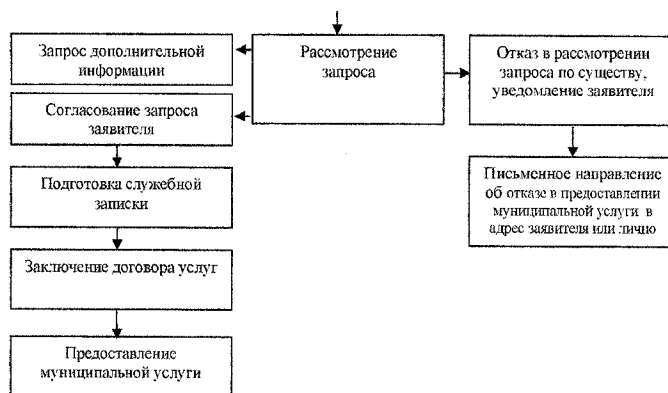 Запрос дополнительной
информации
Рассмотрение
запроса
Отказ в рассмотрении
запроса по существу,
уведомление заявителя
Согласование запроса
заявителя
Подготовка служебной
записки
Письменное направление
об отказе в предоставлении
муниципальной услуги в
адрес заявителя или лично
Заключение договора услуг
Предоставление
муниципальной услуги